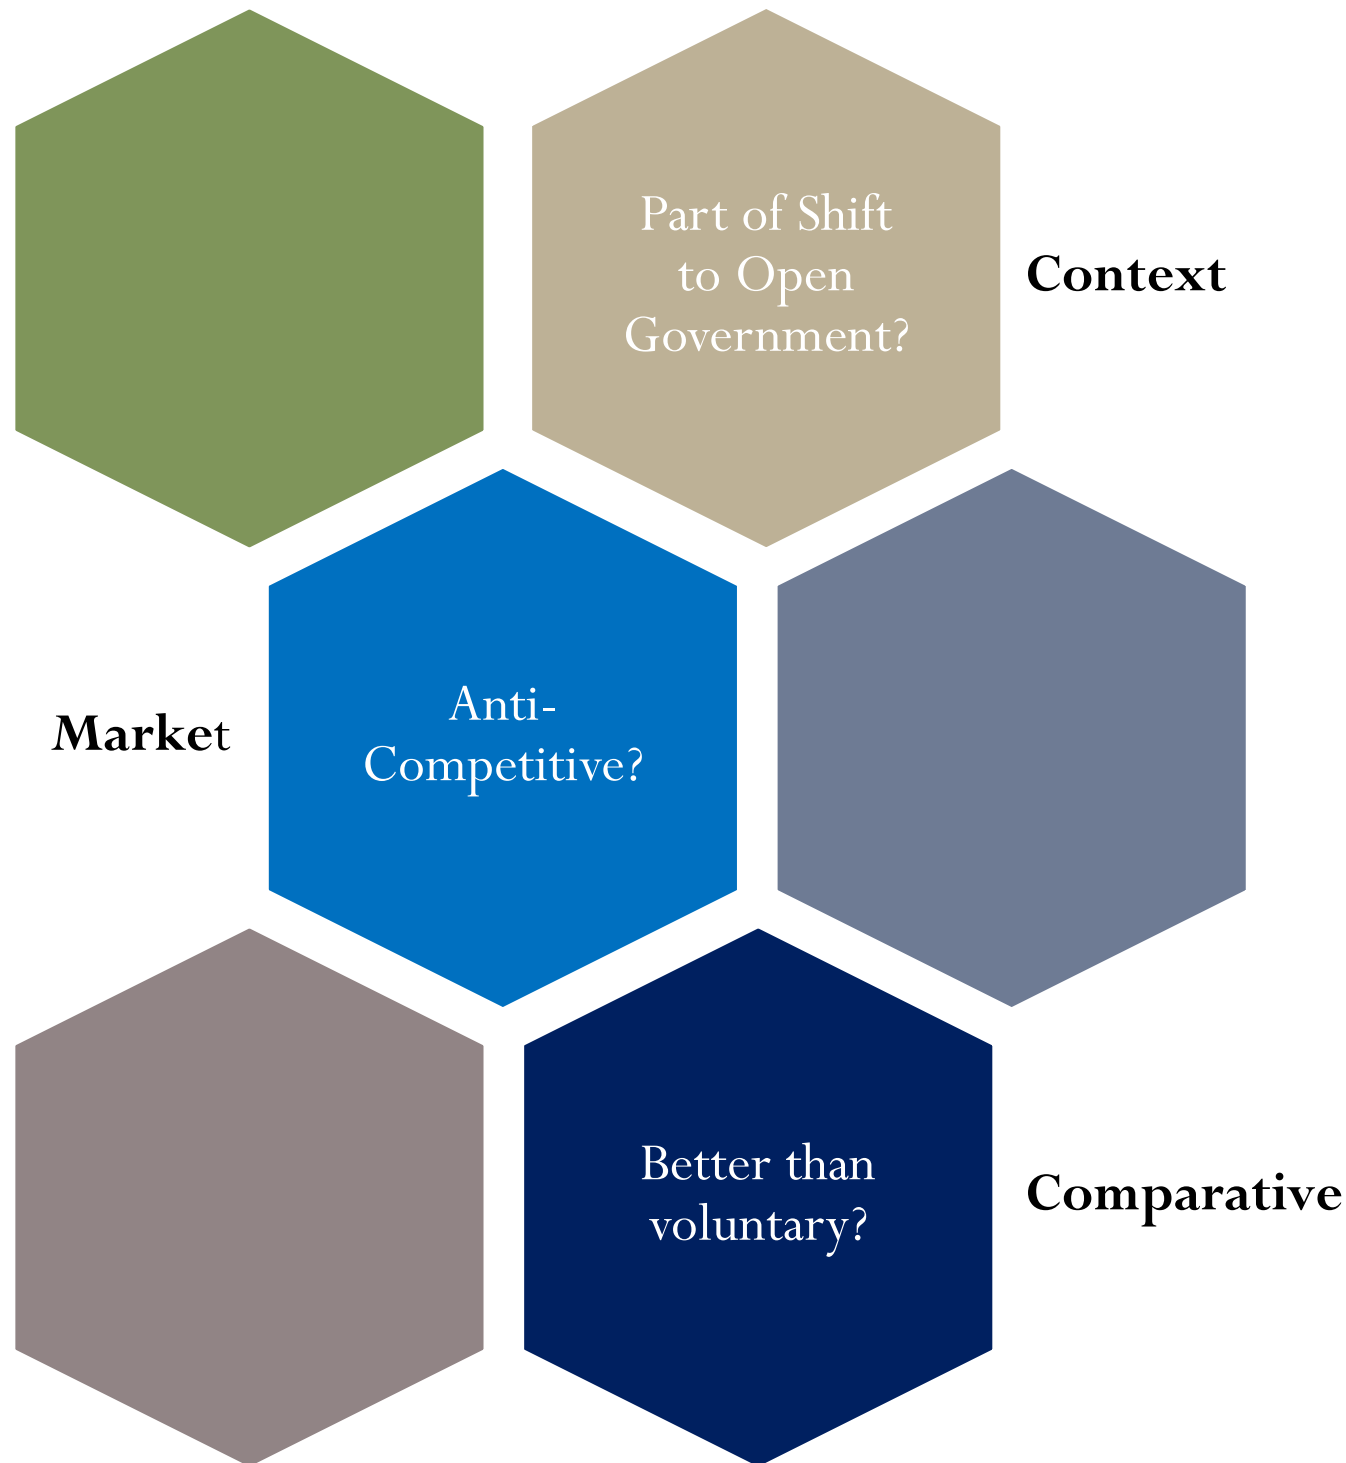 Part of Shift
to Open
Government?
Context
Anti-
Competitive?
Market
Better than
voluntary?
Comparative